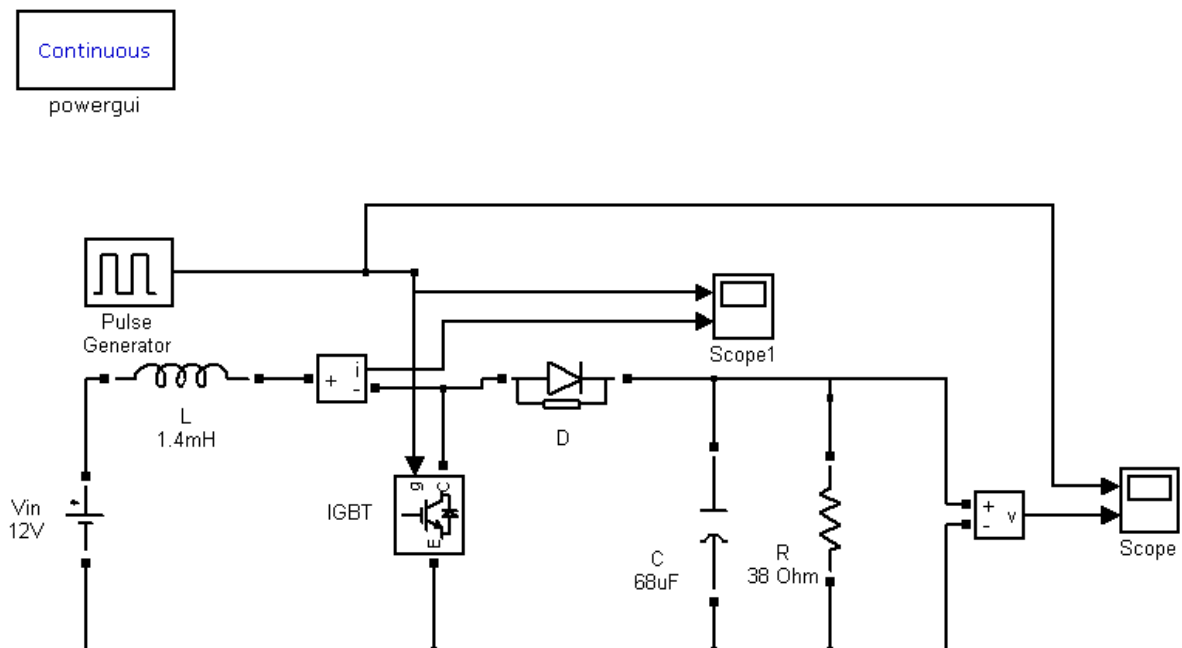 Continuous
powergui
Pulse
Generator
Scope1
L
1.4mH
i
+
-
D
Vin
12V
+
IGBT
g
C
E
C
68uF
R
38 Ohm
+
-
v
Scope